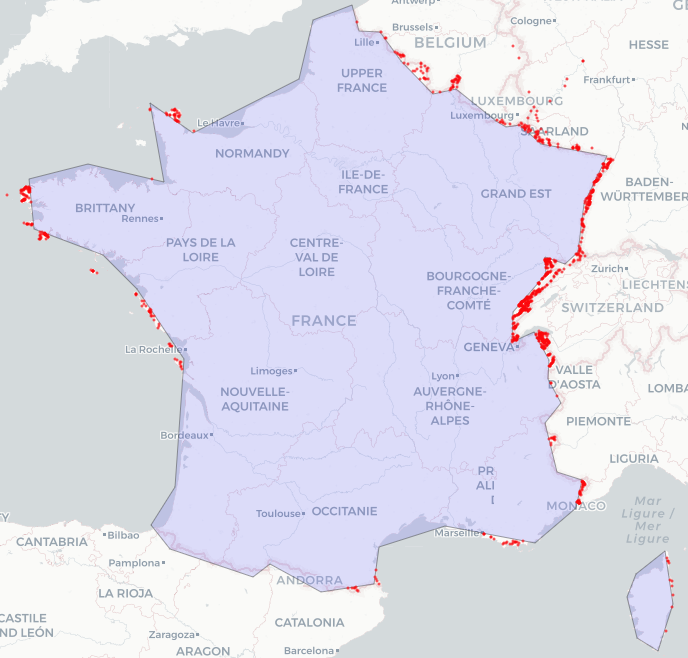 Antwerp
Brussels
Lille
BELGIUM
Cologne
HESSE
Frankfurt
UPPER
FRANCE
LUXEMBOURG
Luxembourg
SAARLAND
Le Havre
NORMANDY
ILE-DE-
FRANCE
GRAND EST
BADEN-
WÜRTTEMBER
BRITTANY
Rennes
PAYS DE LA
LOIRE
CENTRE-
VAL DE
LOIRE
BOURGOGNE-
FRANCHE-
COMTÉ
Zurich
LIECHTENS
SWITZERLAND
FRANCE
GENEVA
La Rochelle
Limoges
Lyon
VALLE
D'AOSTA
LOMBA
NOUVELLE-
AQUITAINE
AUVERGNE-
RHÔNE-
ALPES
PIEMONTE
Bordeaux
LIGURIA
PR
ALI
MONACO
Mar
Ligure /
Mer
Ligure
Toulouse
OCCITANIE
Marseille
CANTABRIA
Bilbao
Pamplona
ANDORRA
LA RIOJA
CASTILE
ND LEÓN
CATALONIA
Zaragoza
ARAGON
Barcelona